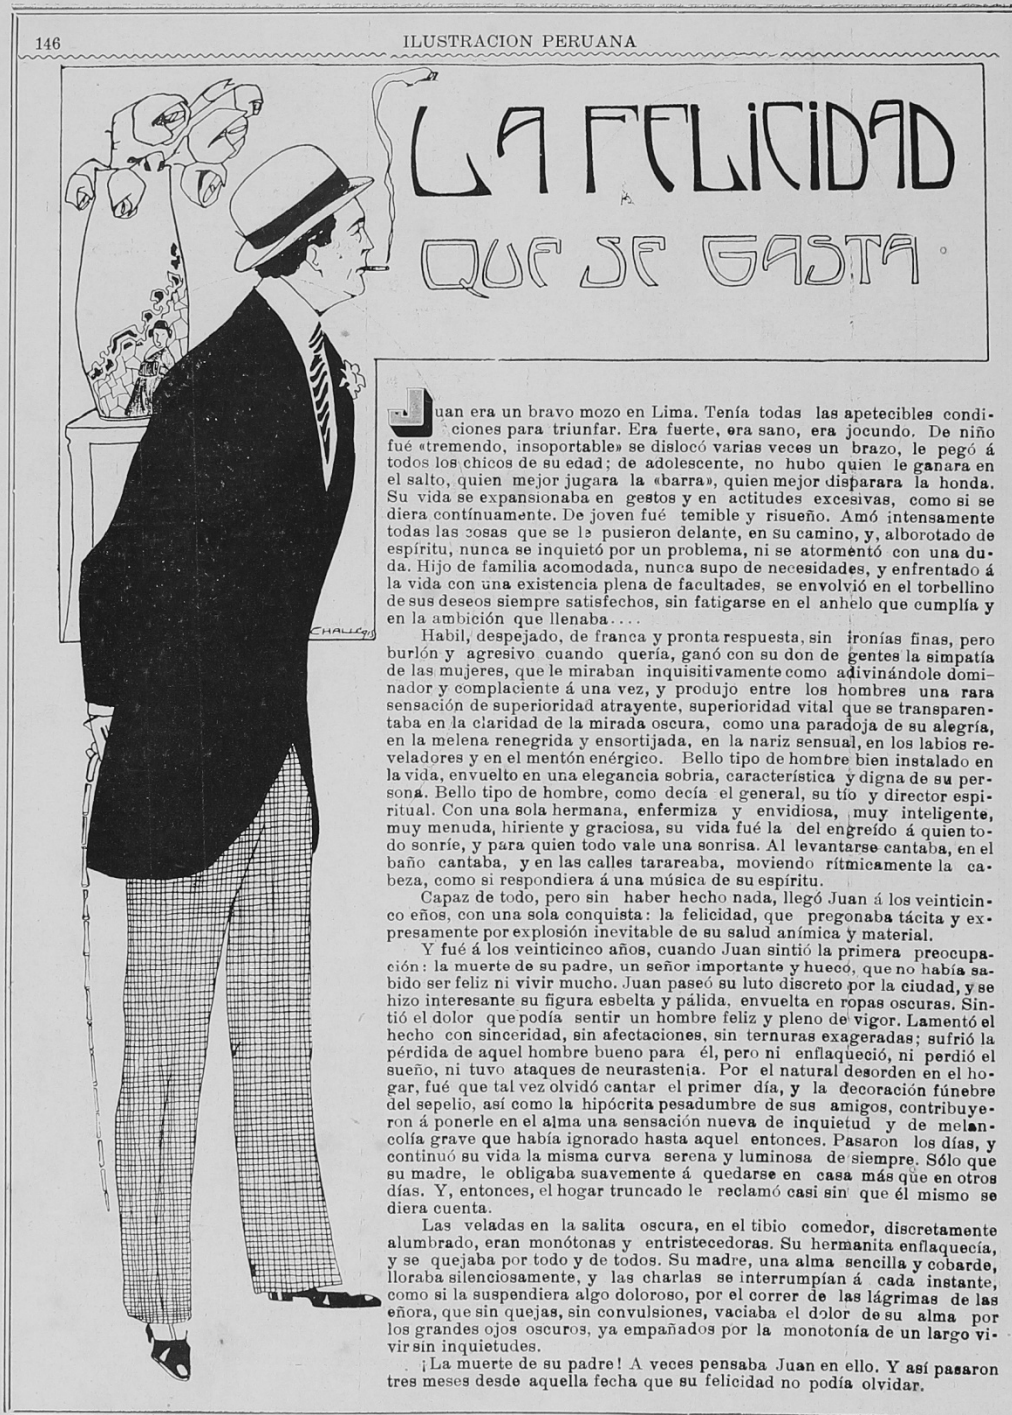 146
ILUSTRACION PERUANA
LA FELICIDAD
QUE SE GASTA
Juan era un bravo mozo en Lima. Tenía todas las apetecibles condi-
ciones para triunfar. Era fuerte, era sano, era jocundo. De niño
fué «tremendo, insoportable» se dislocó varias veces un brazo, le pegó á
todos los chicos de su edad; de adolescente, no hubo quien le ganara en
el salto, quien mejor jugara la «barra», quien mejor disparara la honda.
Su vida se expansionaba en gestos y en actitudes excesivas, como si se
diera contínuamente. De joven fué temible y risueño. Amó intensamente
todas las cosas que se le pusieron delante, en su camino, y, alborotado de
espíritu, nunca se inquietó por un problema, ni se atormentó con una du-
da. Hijo de familia acomodada, nunca supo de necesidades, y enfrentado á
la vida con una existencia plena de facultades, se envolvió en el torbellino
de sus deseos siempre satisfechos, sin fatigarse en el anhelo que cumplía y
en la ambición que llenaba....
Habil, despejado, de franca y pronta respuesta, sin ironías finas, pero
burlón y agresivo cuando quería, ganó con su don de gentes la simpatía
de las mujeres, que le miraban inquisitivamente como adivinándole domi-
nador y complaciente á una vez, y produjo entre los hombres una rara
sensación de superioridad atrayente, superioridad vital que se transparen-
taba en la claridad de la mirada oscura, como una paradoja de su alegría,
en la melena renegrida y ensortijada, en la nariz sensual, en los labios re-
veladores y en el mentón enérgico. Bello tipo de hombre bien instalado en
la vida, envuelto en una elegancia sobria, característica y digna de su per-
sona. Bello tipo de hombre, como decía el general, su tío y director espi-
ritual. Con una sola hermana, enfermiza y envidiosa, muy inteligente,
muy menuda, hiriente y graciosa, su vida fué la del engreído á quien to-
do sonríe, y para quien todo vale una sonrisa. Al levantarse cantaba, en el
baño cantaba, y en las calles tarareaba, moviendo rítmicamente la ca-
beza, como si respondiera á una música de su espíritu.
Capaz de todo, pero sin haber hecho nada, llegó Juan á los veinticin-
co eños, con una sola conquista: la felicidad, que pregonaba tácita y ex-
presamente por explosión inevitable de su salud anímica y material.
Y fué á los veinticinco años, cuando Juan sintió la primera preocupa-
ción: la muerte de su padre, un señor importante y hueco, que no había sa-
bido ser feliz ni vivir mucho. Juan paseó su luto discreto por la ciudad, y se
hizo interesante su figura esbelta y pálida, envuelta en ropas oscuras. Sin-
tió el dolor que podía sentir un hombre feliz y pleno de vigor. Lamentó el
hecho con sinceridad, sin afectaciones, sin ternuras exageradas; sufrió la
pérdida de aquel hombre bueno para él, pero ni enflaqueció, ni perdió el
sueño, ni tuvo ataques de neurastenia. Por el natural desorden en el ho-
gar, fué que tal vez olvidó cantar el primer día, y la decoración fúnebre
del sepelio, así como la hipócrita pesadumbre de sus amigos, contribuye-
ron á ponerle en el alma una sensación nueva de inquietud y de melan-
colía grave que había ignorado hasta aquel entonces. Pasaron los días, y
continuó su vida la misma curva serena y luminosa de siempre. Sólo que
su madre, le obligaba suavemente á quedarse en casa más que en otros
días. Y, entonces, el hogar truncado le reclamó casi sin que él mismo se
diera cuenta.
Las veladas en la salita oscura, en el tibio comedor, discretamente
alumbrado, eran monótonas y entristecedoras. Su hermanita enflaquecía,
y se quejaba por todo y de todos. Su madre, una alma sencilla y cobarde,
lloraba silenciosamente, y las charlas se interrumpían á cada instante,
como si la suspendiera algo doloroso, por el correr de las lágrimas de las
eñora, que sin quejas, sin convulsiones, vaciaba el dolor de su alma por
los grandes ojos oscuros, ya empañados por la monotonía de un largo vi-
vir sin inquietudes.
¡La muerte de su padre! A veces pensaba Juan en ello. Y así pasaron
tres meses desde aquella fecha que su felicidad no podía olvidar.